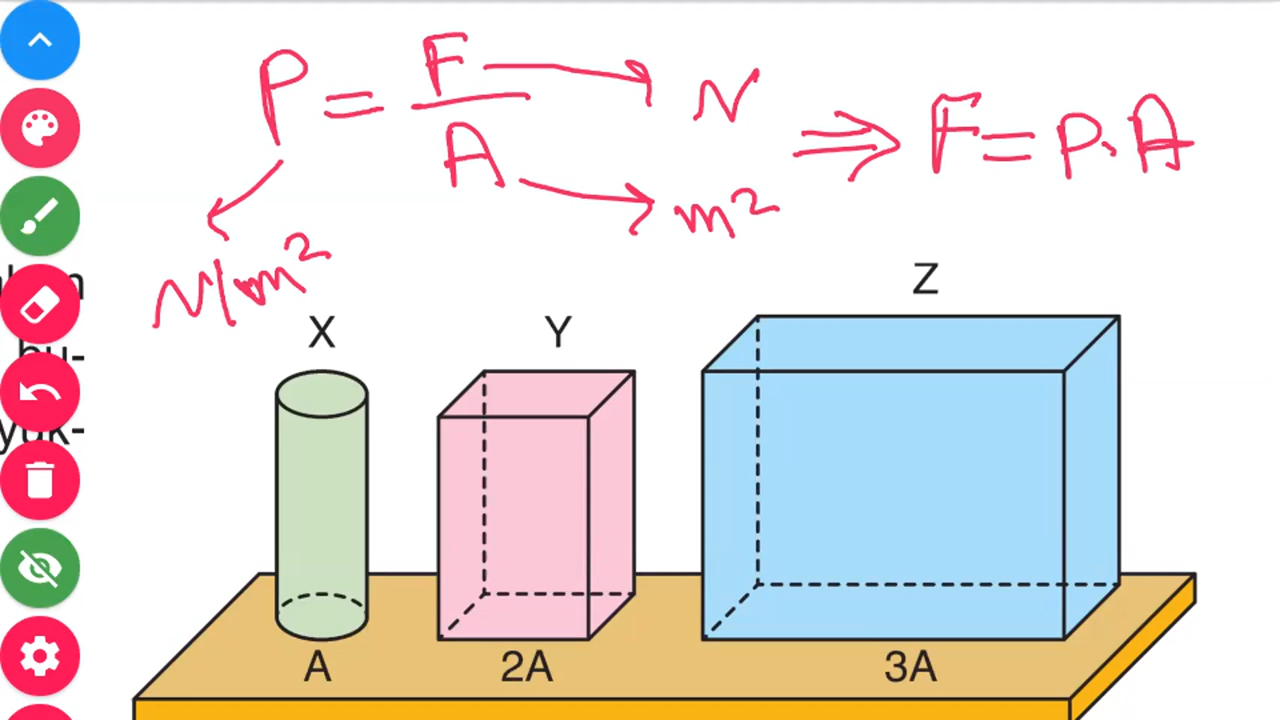 P = F / A → N ⇒ F = P . A
→ m²
N/m²
Z
X Y
A 2A 3A